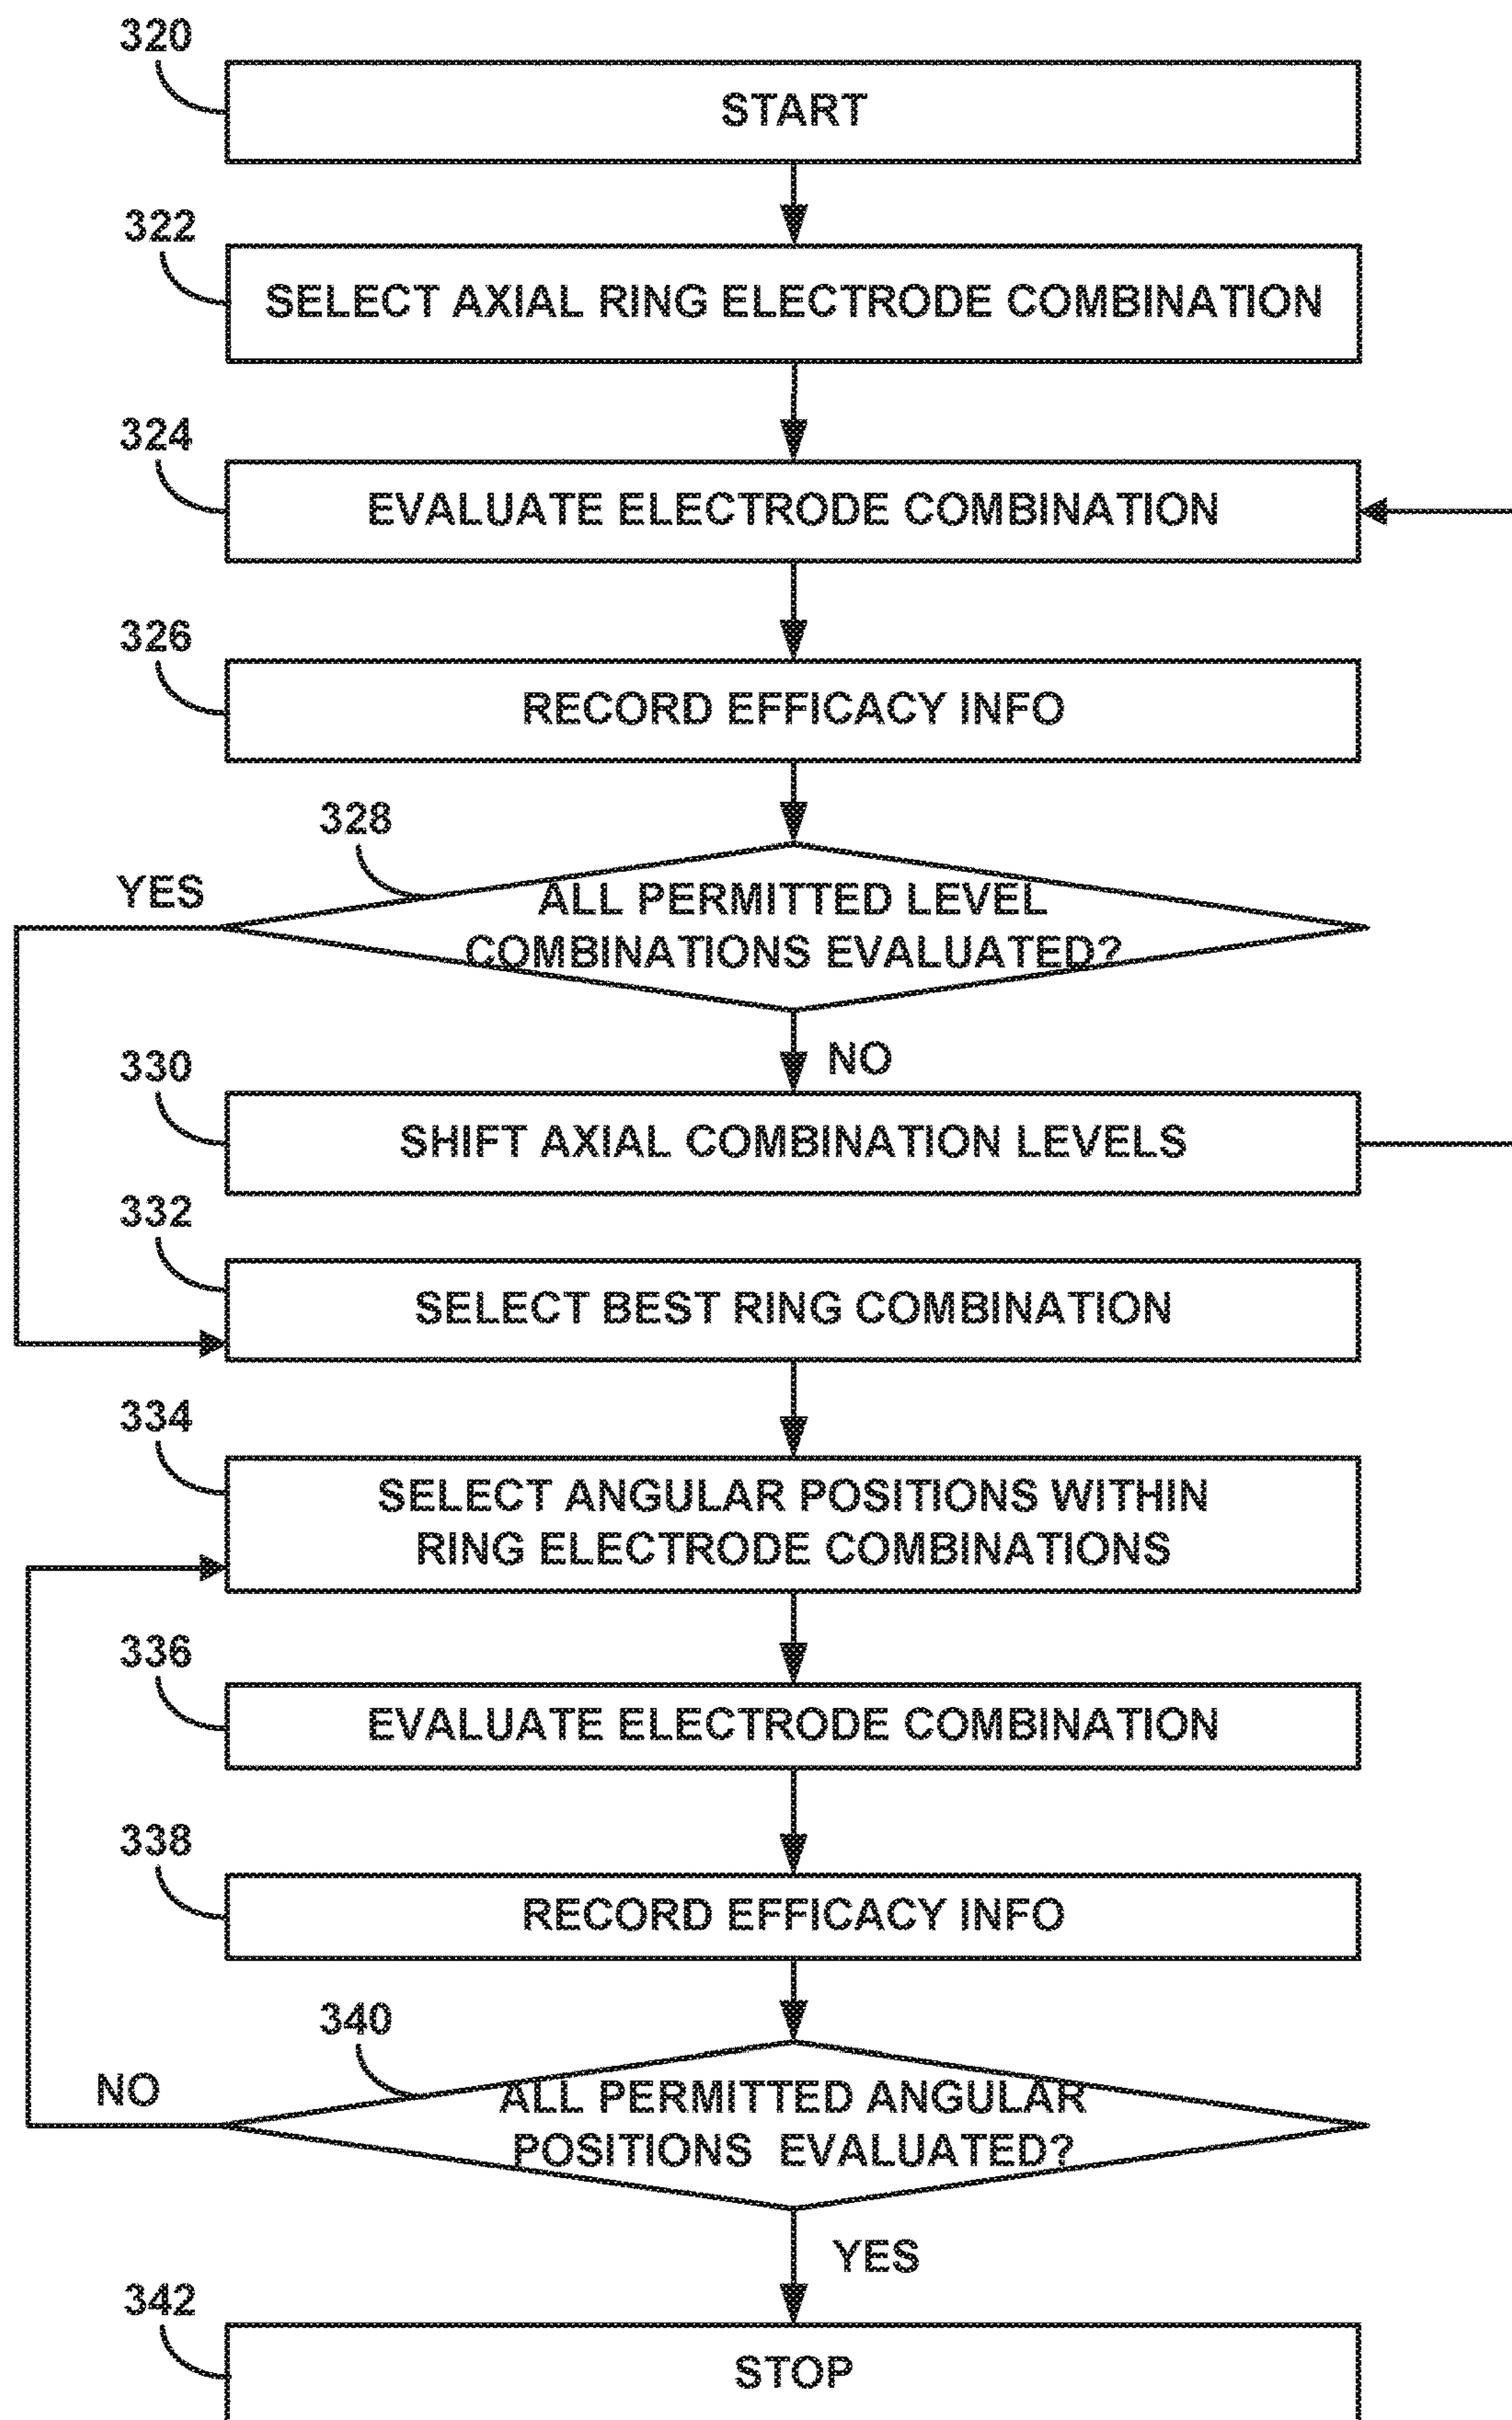 320
START
322
SELECT AXIAL RING ELECTRODE COMBINATION
324
EVALUATE ELECTRODE COMBINATION
326
RECORD EFFICACY INFO
328
YES
ALL PERMITTED LEVEL
COMBINATIONS EVALUATED?
NO
330
SHIFT AXIAL COMBINATION LEVELS
332
SELECT BEST RING COMBINATION
334
SELECT ANGULAR POSITIONS WITHIN
RING ELECTRODE COMBINATIONS
336
EVALUATE ELECTRODE COMBINATION
338
RECORD EFFICACY INFO
340
NO
ALL PERMITTED ANGULAR
POSITIONS EVALUATED?
YES
342
STOP